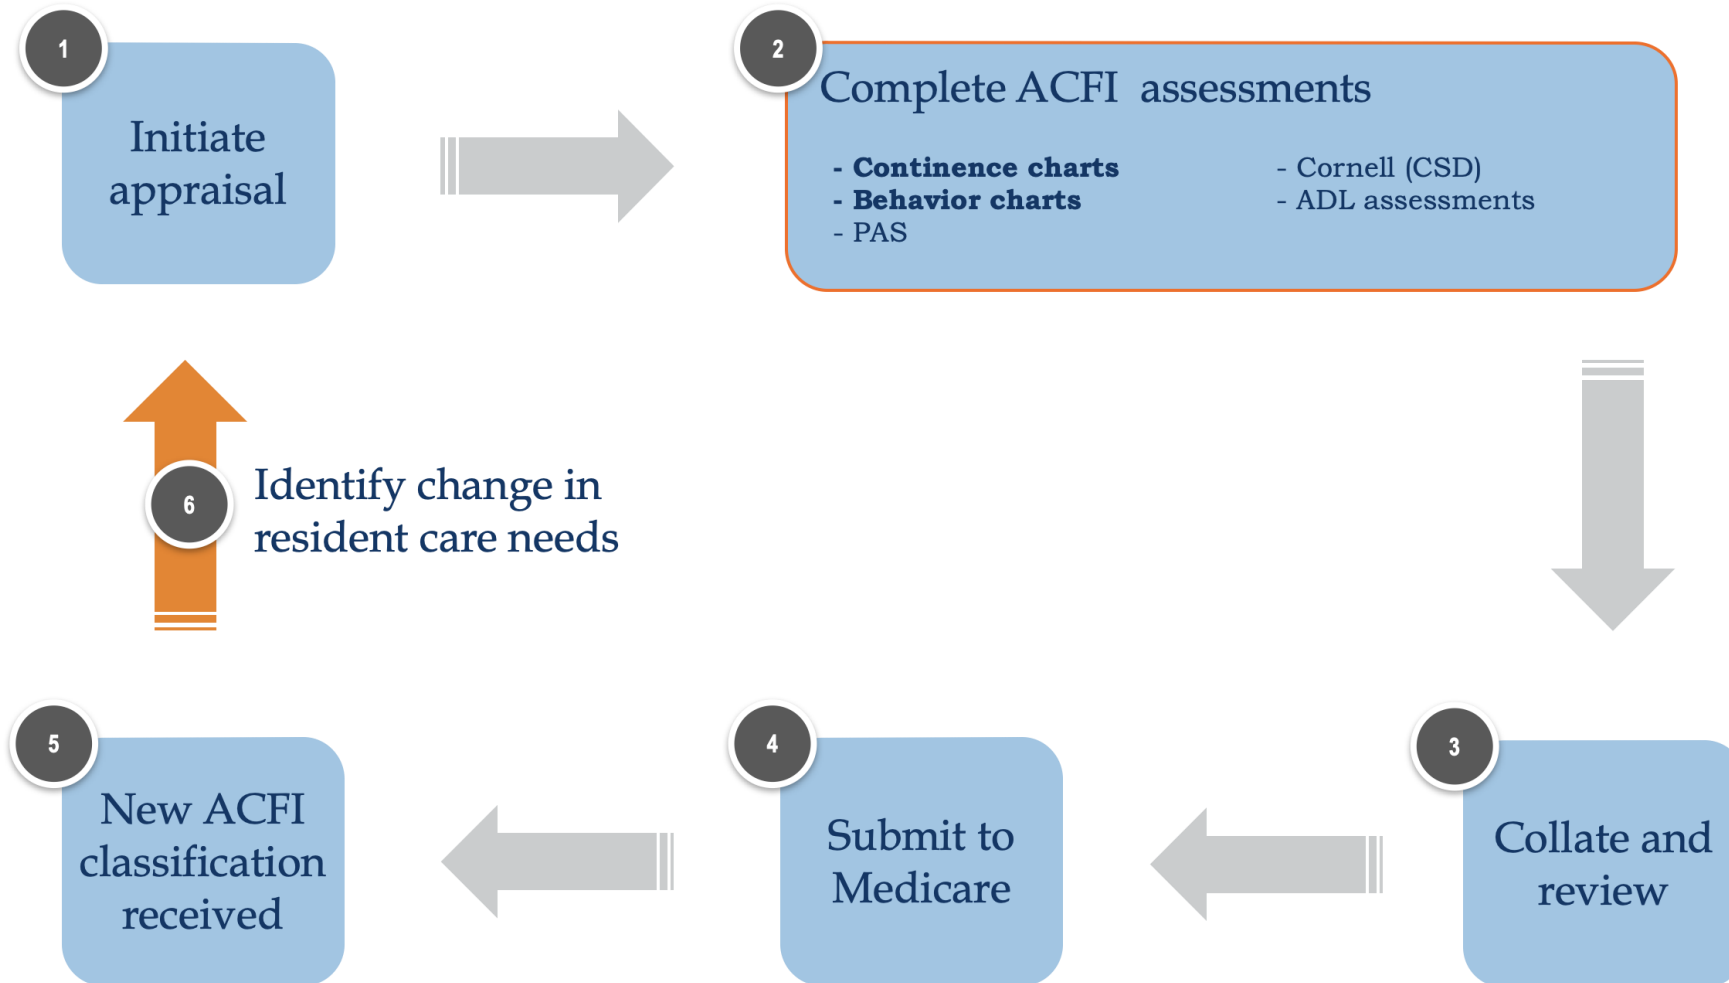 1
Initiate
appraisal
2
Complete ACFI assessments
- Continence charts
- Behavior charts
- PAS
- Cornell (CSD)
- ADL assessments
3
Collate and
review
4
Submit to
Medicare
5
New ACFI
classification
received
6
Identify change in
resident care needs